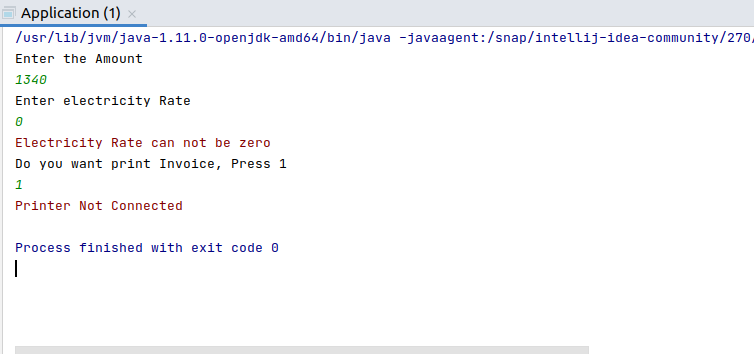 Application (1)
/usr/lib/jvm/java-1.11.0-openjdk-amd64/bin/java -javaagent:/snap/intellij-idea-community/270/
Enter the Amount
1340
Enter electricity Rate
0
Electricity Rate can not be zero
Do you want print Invoice, Press 1
1
Printer Not Connected
Process finished with exit code 0